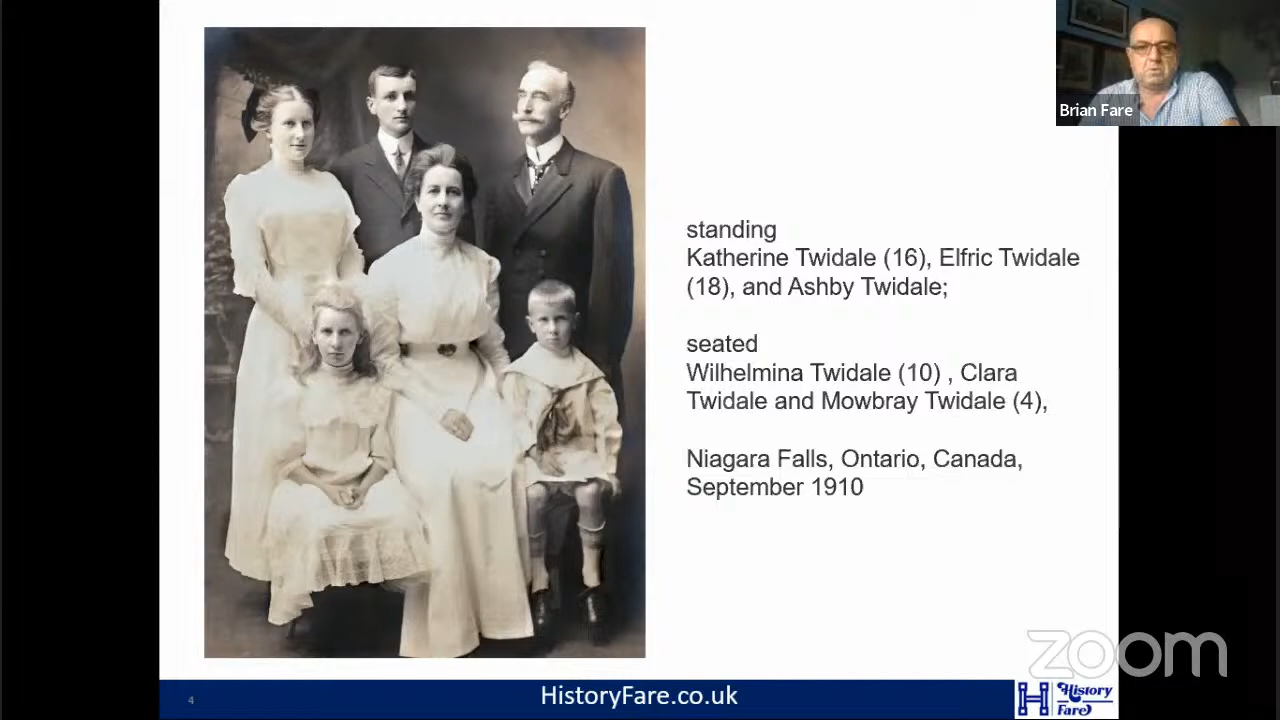 Brian Fare
standing
Katherine Twidale (16), Elfric Twidale
(18), and Ashby Twidale;
seated
Wilhelmina Twidale (10) , Clara
Twidale and Mowbray Twidale (4),
Niagara Falls, Ontario, Canada,
September 1910
zoom
4
HistoryFare.co.uk
H
History
Fare